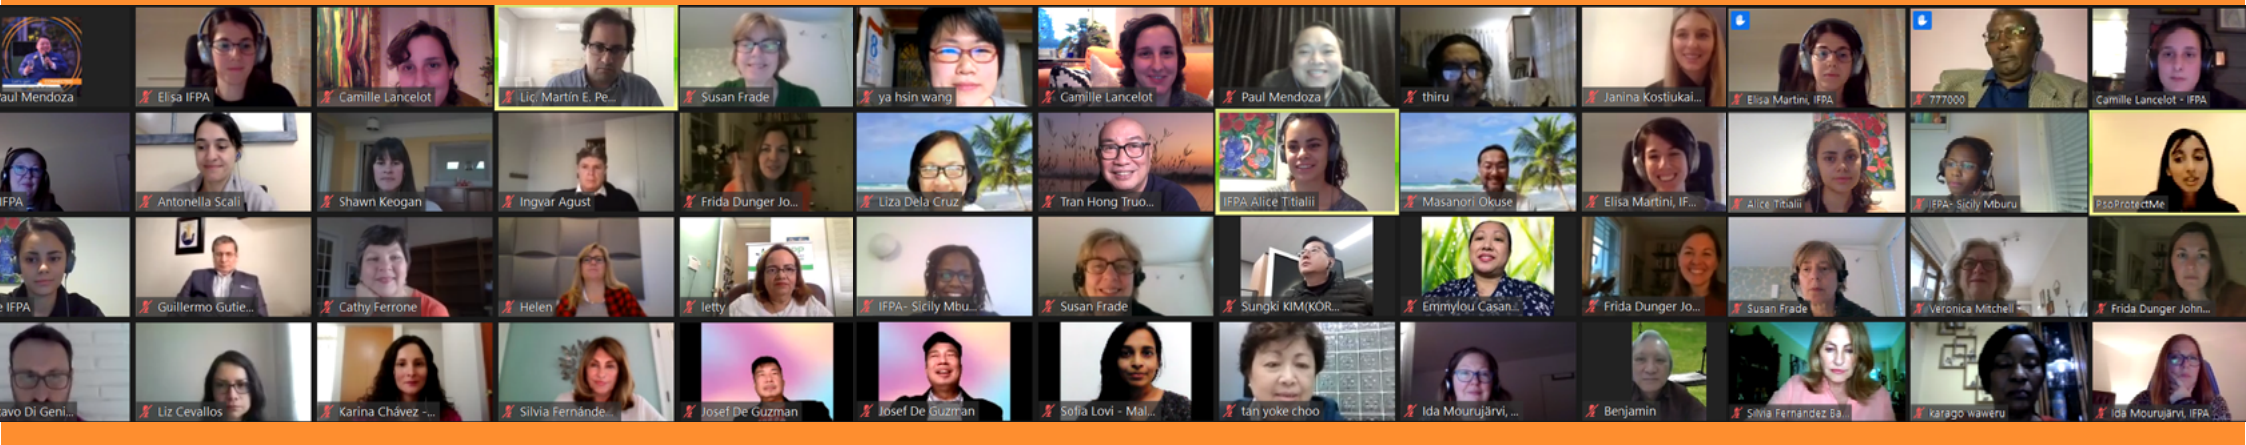 aul Mendoza
Elisa IFPA
Camille Lancelot
Lic. Martín E. Pe...
Susan Frade
ya hsin wang
Camille Lancelot
Paul Mendoza
thiru
Janina Kostiukai...
Elisa Martini, IFPA
777000
Camille Lancelot - IFPA
IFPA
Antonella Scali
Shawn Keogan
Ingvar Agust
Frida Dunger Jo...
Liza Dela Cruz
Tran Hong Truo...
IFPA Alice Titialii
Masanori Okuse
Elisa Martini, IF...
Alice Titialii
IFPA- Sicily Mburu
PsoProtectMe
e IFPA
Guillermo Gutie...
Cathy Ferrone
Helen
letty
IFPA- Sicily Mbu...
Susan Frade
Sungki KIM(KOR...
Emmylou Casan...
Frida Dunger Jo...
Susan Frade
Veronica Mitchell
Frida Dunger John...
avo Di Geni...
Liz Cevallos
Karina Chávez -...
Silvia Fernánde...
Josef De Guzman
Josef De Guzman
Sofia Lovi - Mal...
tan yoke choo
Ida Mourujärvi, ...
Benjamin
Silvia Fernandez Ba...
karago waweru
Ida Mourujärvi, IFPA